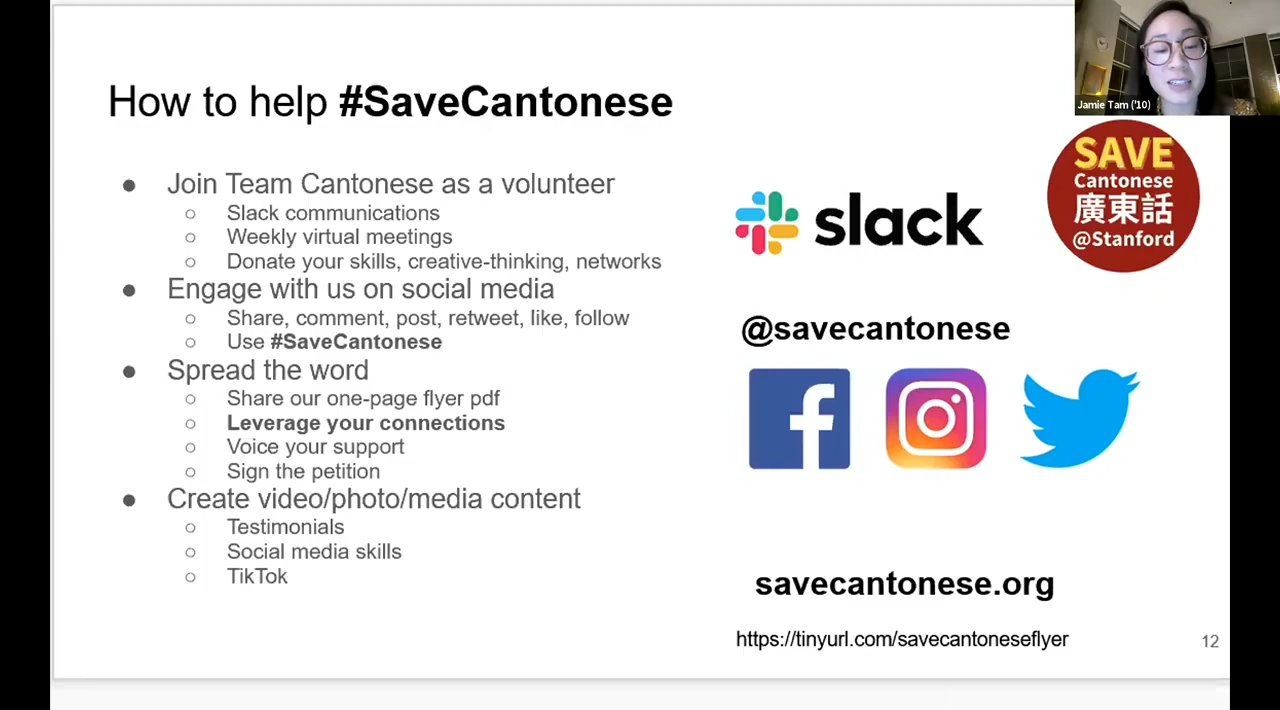 How to help #SaveCantonese
Jamie Tam ('10)
SAVE
Cantonese
廣東話
@Stanford
● Join Team Cantonese as a volunteer
○ Slack communications
○ Weekly virtual meetings
○ Donate your skills, creative-thinking, networks
● Engage with us on social media
○ Share, comment, post, retweet, like, follow
○ Use #SaveCantonese
● Spread the word
○ Share our one-page flyer pdf
○ Leverage your connections
○ Voice your support
○ Sign the petition
● Create video/photo/media content
○ Testimonials
○ Social media skills
○ TikTok
slack
@savecantonese
savecantonese.org
https://tinyurl.com/savecantoneseflyer
12